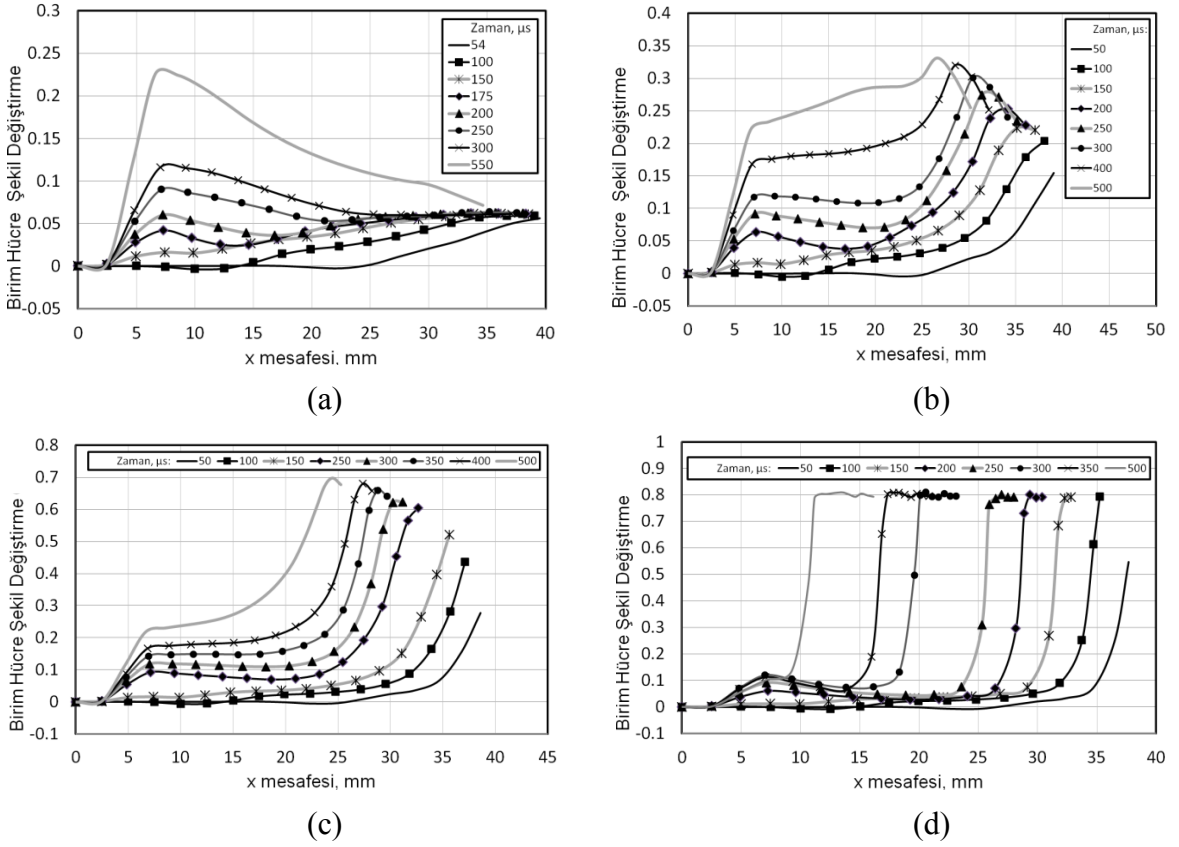 0.3
0.25
0.2
0.15
0.1
0.05
0
-0.05
Birim Hücre Şekil Değiştirme
Zaman, µs
54
100
150
175
200
250
300
550
0 5 10 15 20 25 30 35 40
x mesafesi, mm
(a)
0.4
0.35
0.3
0.25
0.2
0.15
0.1
0.05
0
-0.05
Birim Hücre Şekil Değiştirme
Zaman, µs:
50
100
150
200
250
300
400
500
0 5 10 15 20 25 30 35 40 45 50
x mesafesi, mm
(b)
0.8
0.7
0.6
0.5
0.4
0.3
0.2
0.1
0
-0.1
Birim Hücre Şekil Değiştirme
Zaman, µs: 50 100 150 250 300 350 400 500
0 5 10 15 20 25 30 35 40 45
x mesafesi, mm
(c)
1
0.9
0.8
0.7
0.6
0.5
0.4
0.3
0.2
0.1
0
-0.1
Birim Hücre Şekil Değiştirme
Zaman, µs: 50 100 150 200 250 300 350 500
0 5 10 15 20 25 30 35 40
x mesafesi, mm
(d)